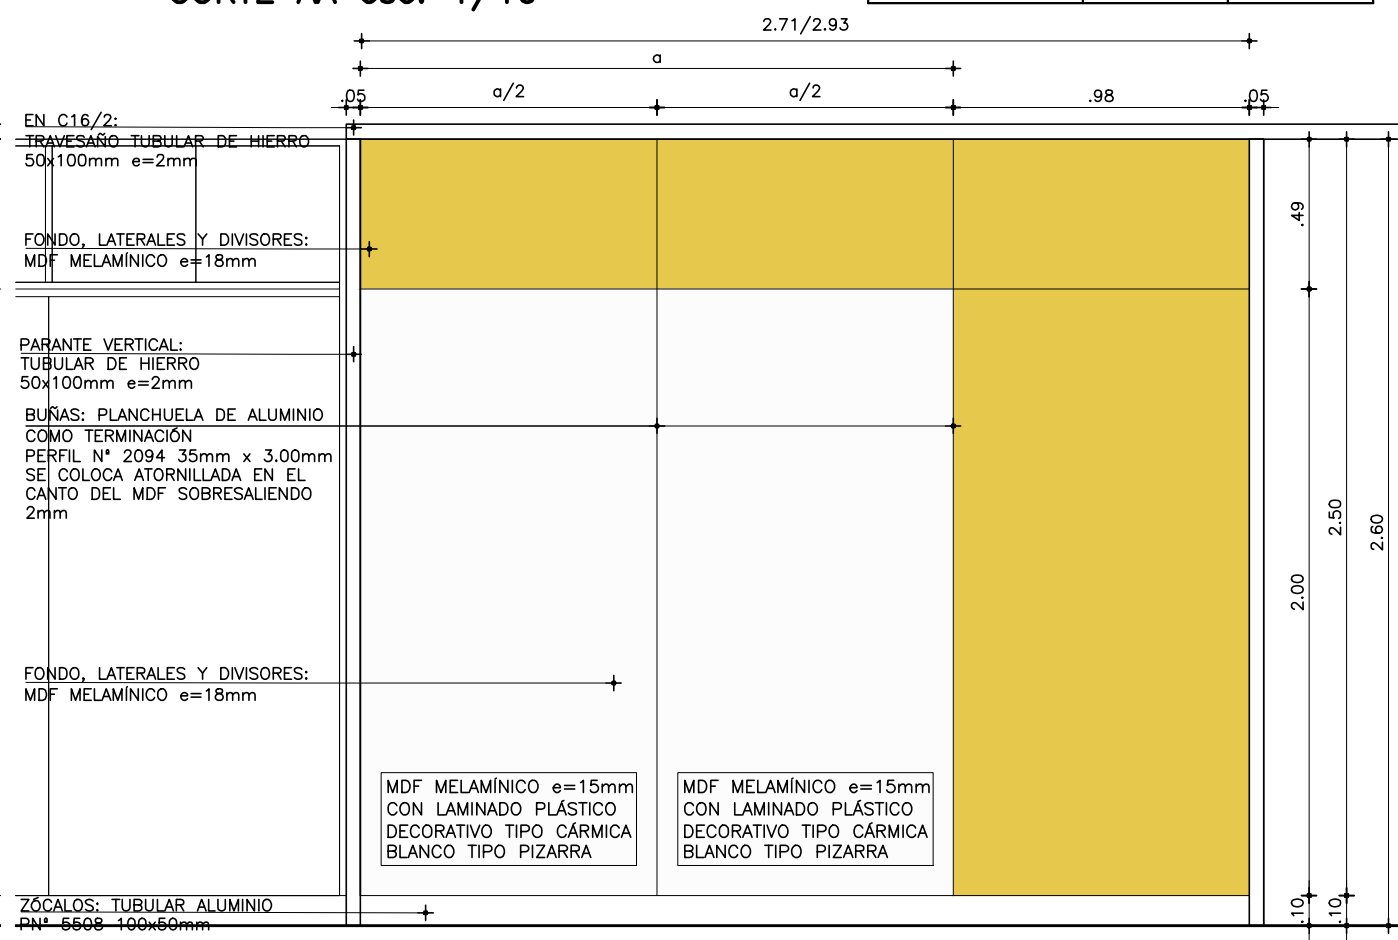 2.71/2.93
a
.05
a/2
a/2
.98
.05
EN C16/2:
TRAVESAÑO TUBULAR DE HIERRO
50x100mm e=2mm
.49
FONDO, LATERALES Y DIVISORES:
MDF MELAMÍNICO e=18mm
PARANTE VERTICAL:
TUBULAR DE HIERRO
50x100mm e=2mm
BUÑAS: PLANCHUELA DE ALUMINIO
COMO TERMINACIÓN
PERFIL Nº 2094 35mm x 3.00mm
SE COLOCA ATORNILLADA EN EL
CANTO DEL MDF SOBRESALIENDO
2mm
2.50
2.60
2.00
FONDO, LATERALES Y DIVISORES:
MDF MELAMÍNICO e=18mm
MDF MELAMÍNICO e=15mm
CON LAMINADO PLÁSTICO
DECORATIVO TIPO CÁRMICA
BLANCO TIPO PIZARRA
MDF MELAMÍNICO e=15mm
CON LAMINADO PLÁSTICO
DECORATIVO TIPO CÁRMICA
BLANCO TIPO PIZARRA
ZÓCALOS: TUBULAR ALUMINIO
PNº 5508 100x50mm
.10
.10